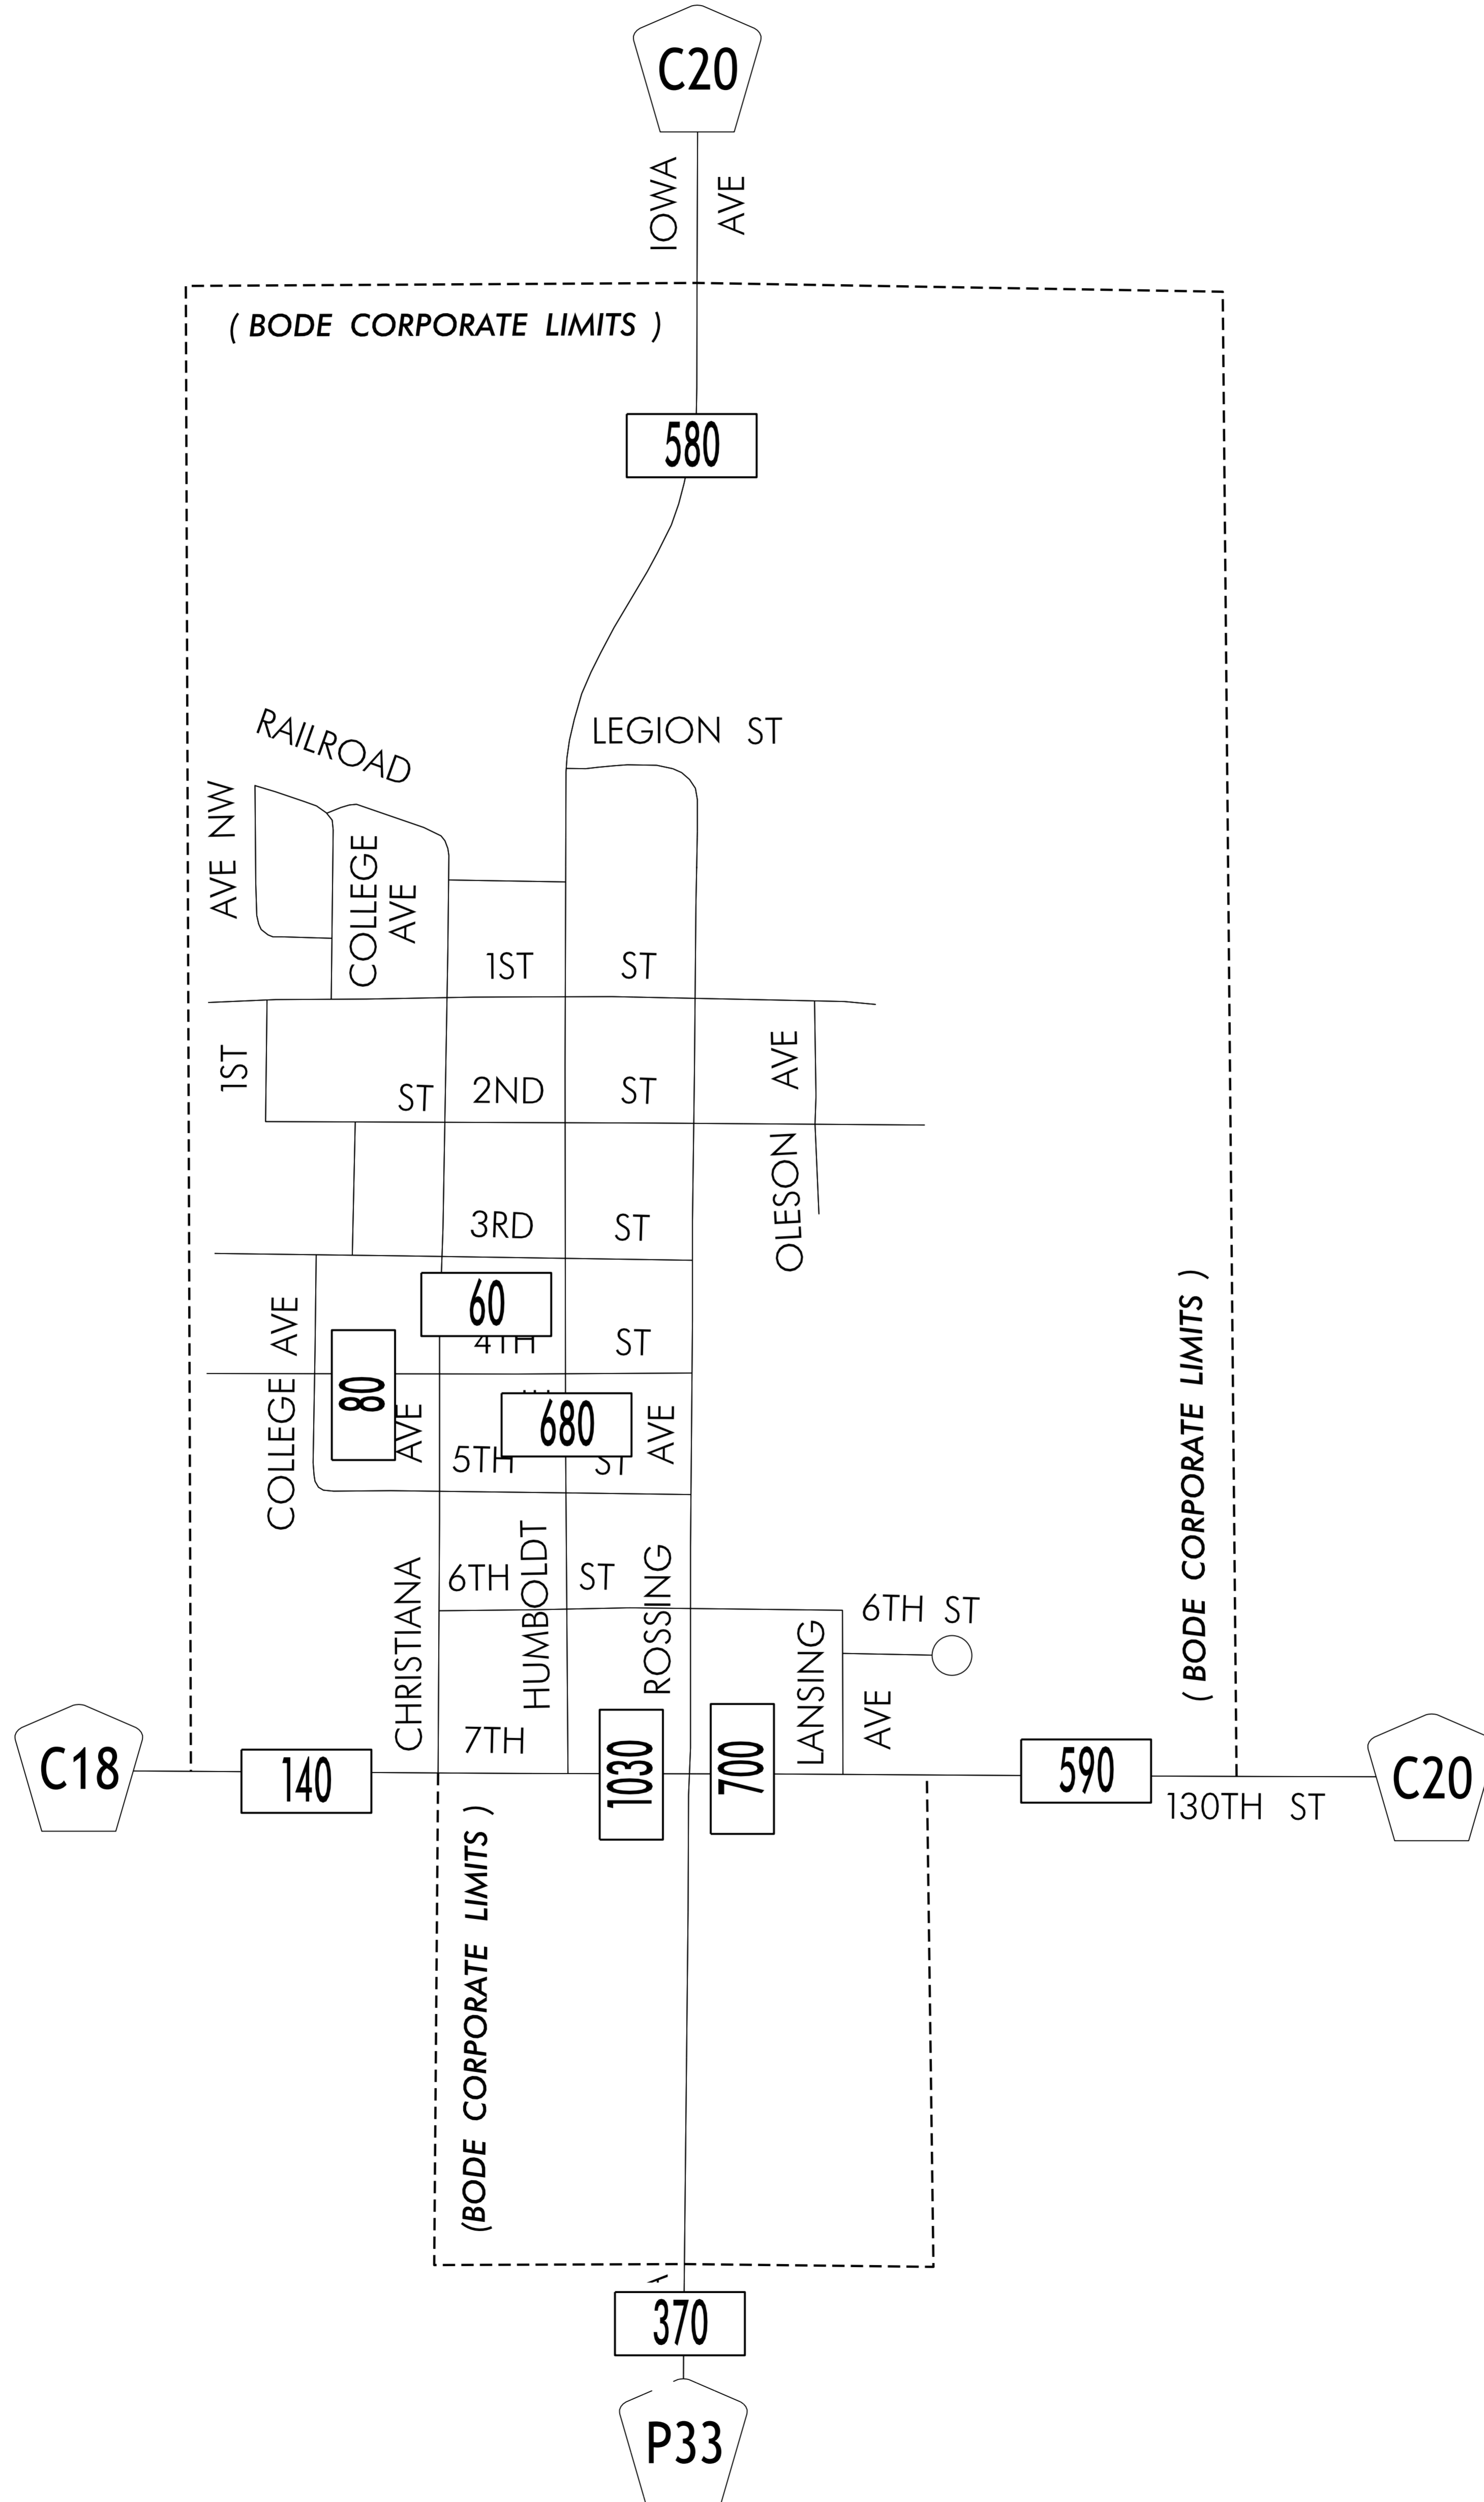 C20
IOWA
AVE
( BODE CORPORATE LIMITS )
580
LEGION ST
RAILROAD
AVE NW
COLLEGE
AVE
1ST ST
1ST
ST
2ND ST
OLESON AVE
3RD ST
60
4TH ST
COLLEGE AVE
80
680
5TH ST
CHRISTIANA AVE
HUMBOLDT
ROSSING AVE
6TH ST
6TH ST
LANSING
AVE
( BODE CORPORATE LIMITS )
7TH
C18
140
1030
700
590
130TH ST
C20
(BODE CORPORATE LIMITS )
370
P33